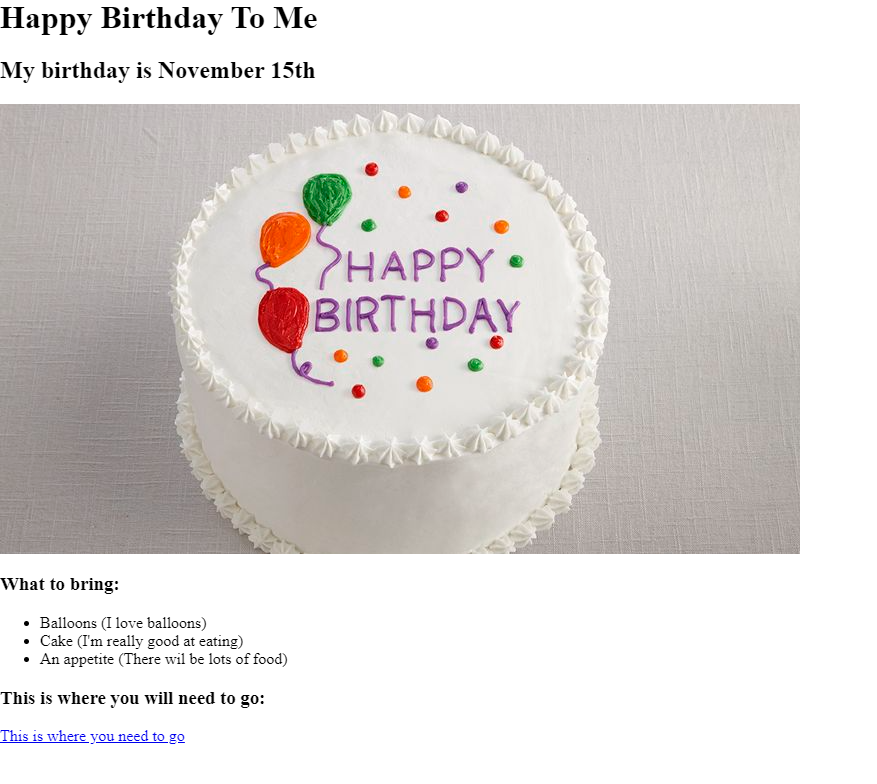 Happy Birthday To Me
My birthday is November 15th
HAPPY
BIRTHDAY
What to bring:
Balloons (I love balloons)
Cake (I'm really good at eating)
An appetite (There wil be lots of food)
This is where you will need to go:
This is where you need to go